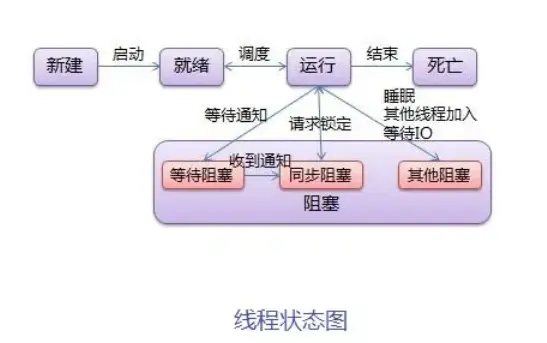 启动
调度
结束
新建
就绪
运行
死亡
等待通知
请求锁定
睡眠
其他线程加入
等待IO
收到通知
等待阻塞
同步阻塞
其他阻塞
阻塞
线程状态图